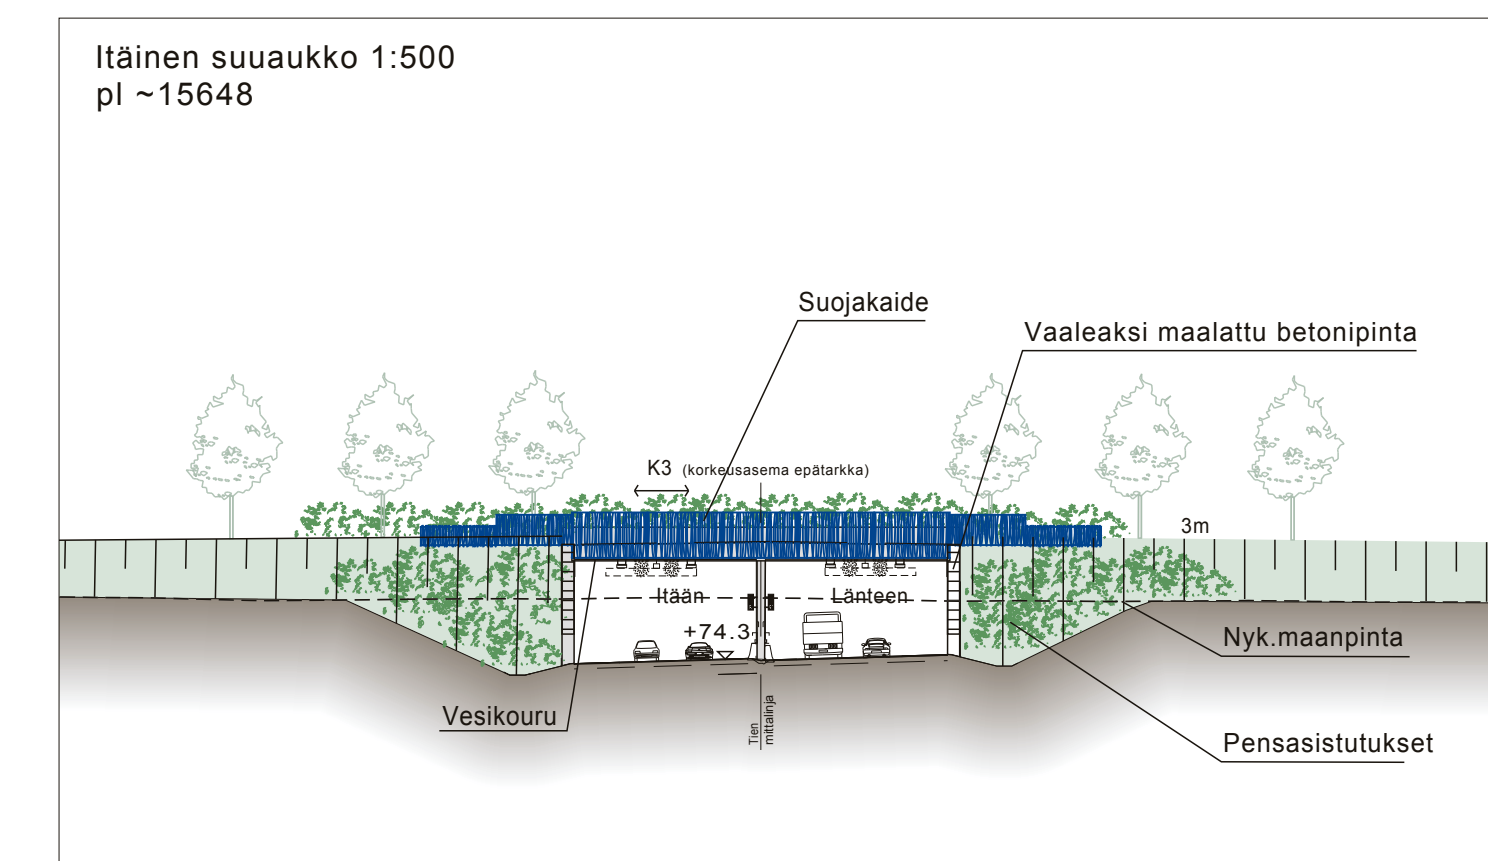 Itäinen suuaukko 1:500
pl ~15648
Suojakaide
Vaaleaksi maalattu betonipinta
K3 (korkeusasema epätarkka)
3m
Itään
Länteen
+74.3
Nyk.maanpinta
Vesikouru
Tien
mittalinja
Pensasistutukset